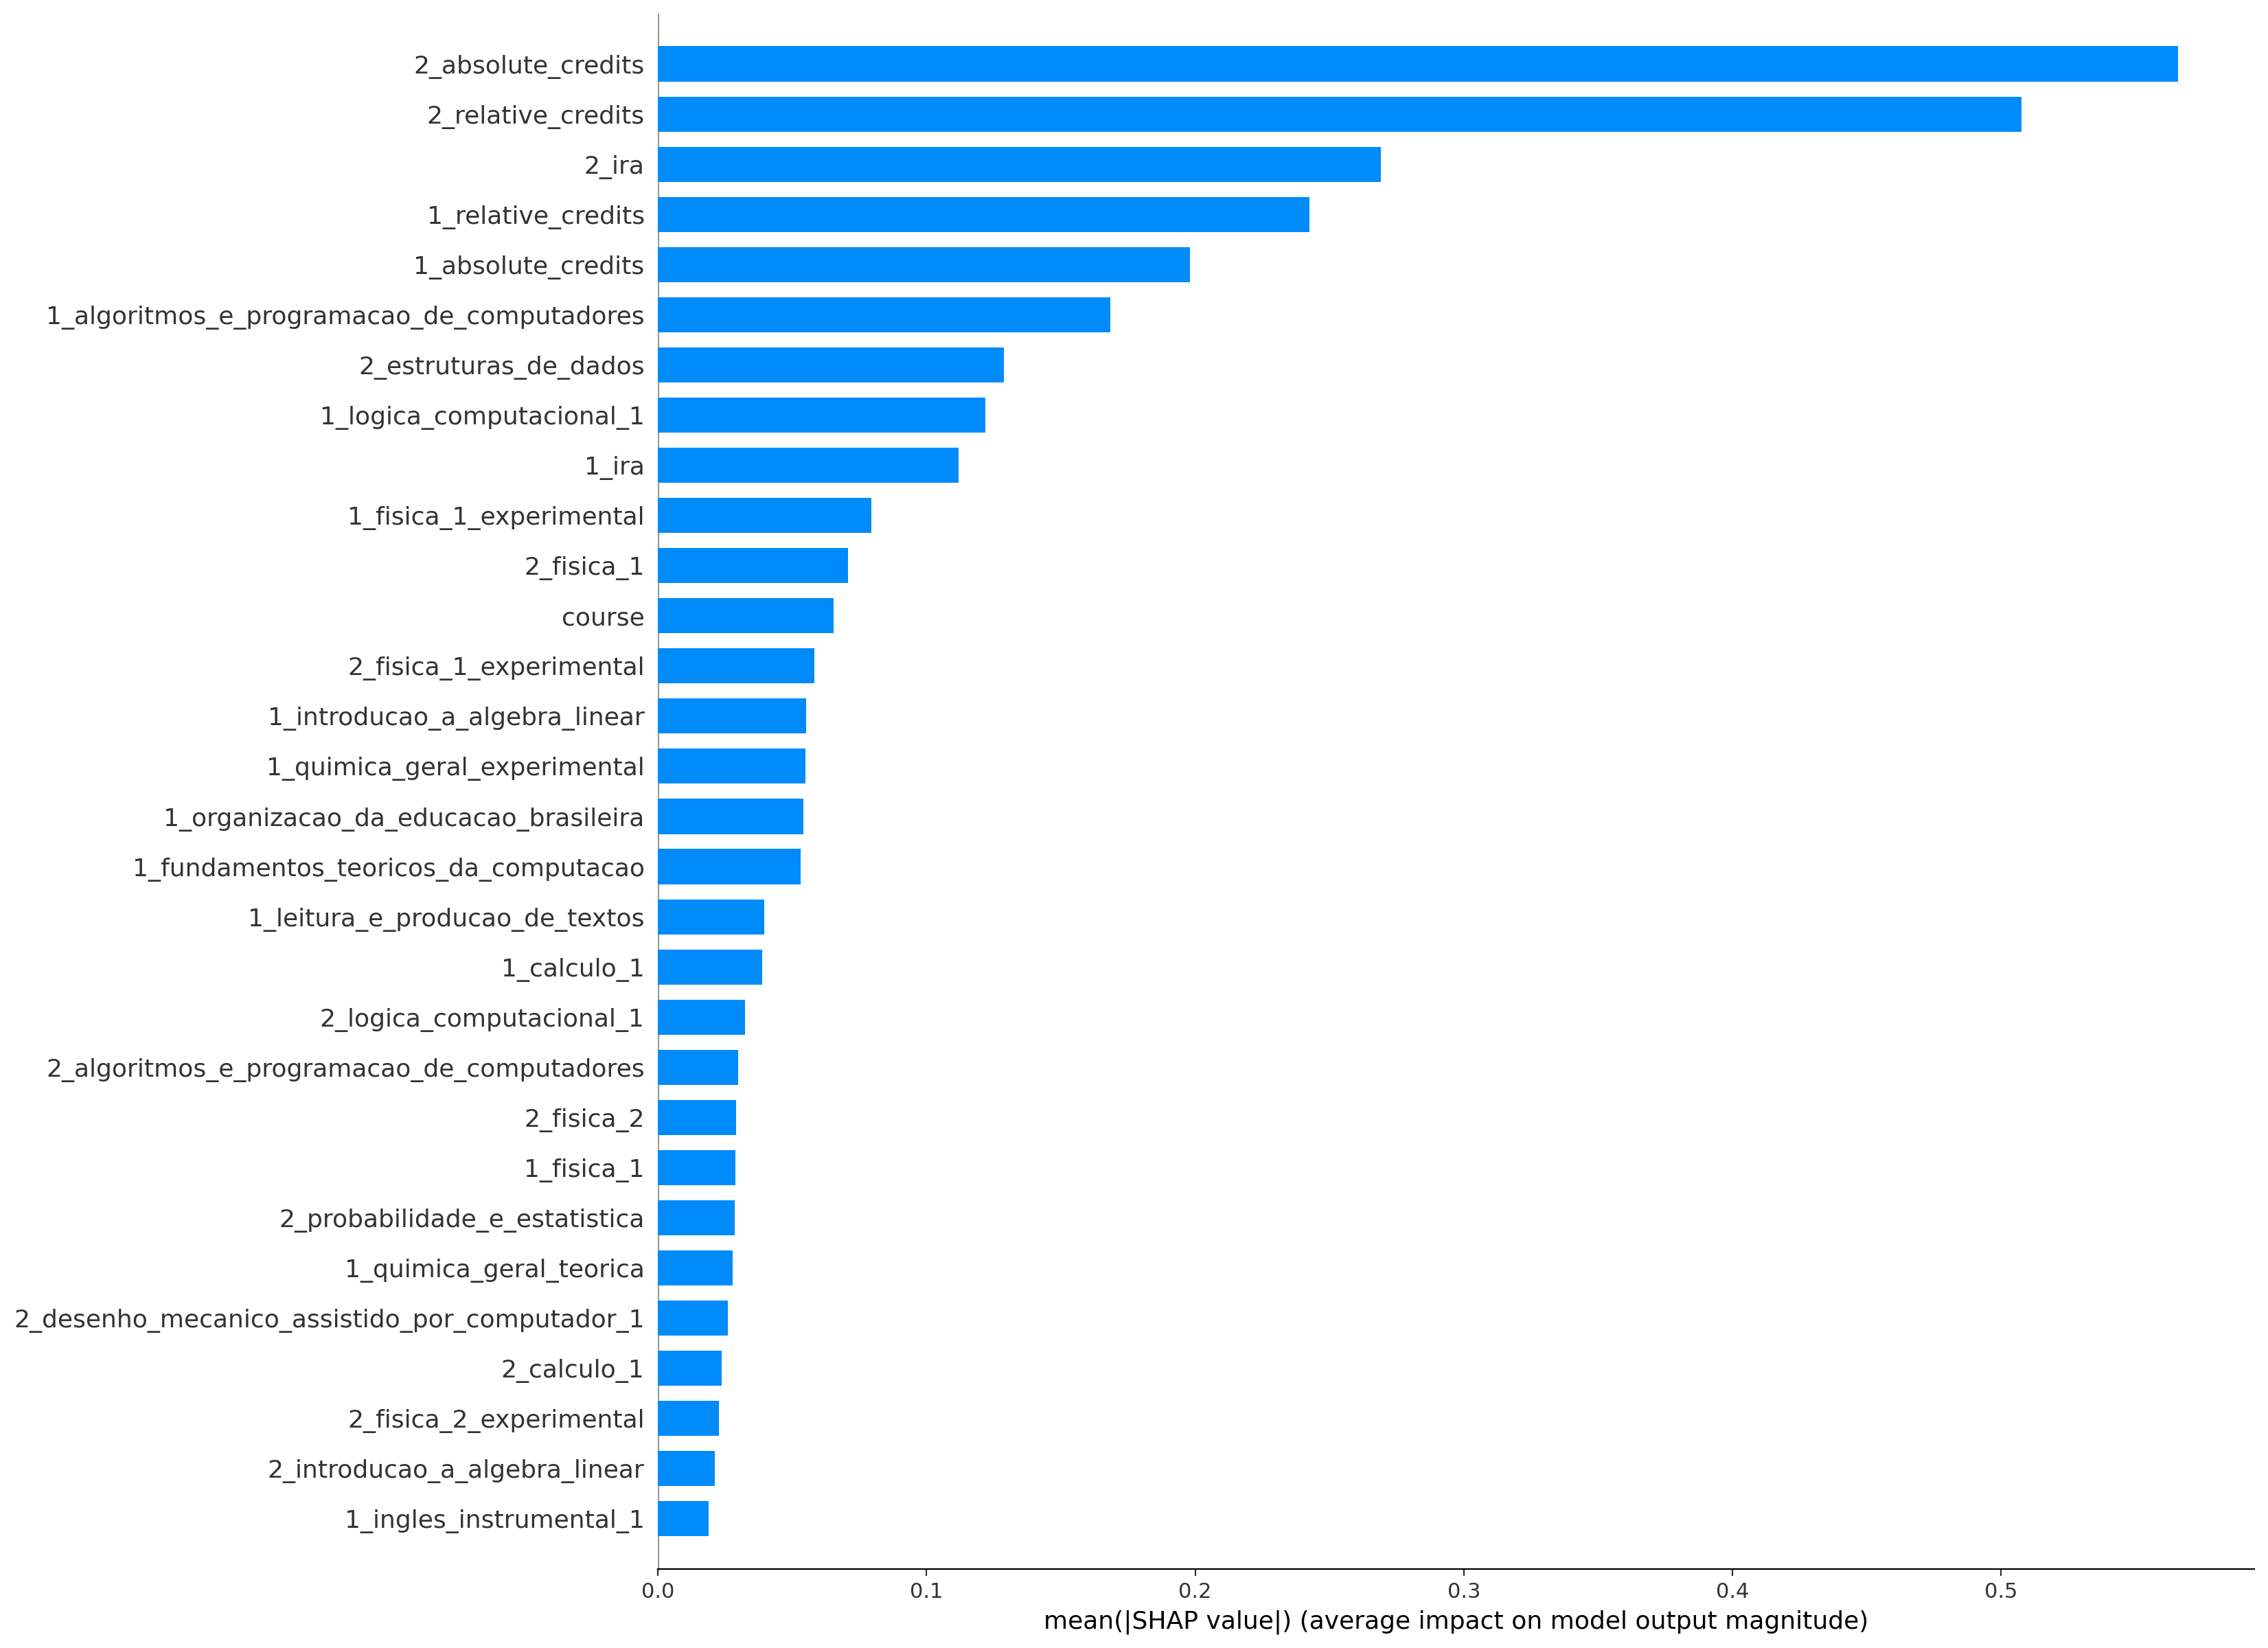 2_absolute_credits
2_relative_credits
2_ira
1_relative_credits
1_absolute_credits
1_algoritmos_e_programacao_de_computadores
2_estruturas_de_dados
1_logica_computacional_1
1_ira
1_fisica_1_experimental
2_fisica_1
course
2_fisica_1_experimental
1_introducao_a_algebra_linear
1_quimica_geral_experimental
1_organizacao_da_educacao_brasileira
1_fundamentos_teoricos_da_computacao
1_leitura_e_producao_de_textos
1_calculo_1
2_logica_computacional_1
2_algoritmos_e_programacao_de_computadores
2_fisica_2
1_fisica_1
2_probabilidade_e_estatistica
1_quimica_geral_teorica
2_desenho_mecanico_assistido_por_computador_1
2_calculo_1
2_fisica_2_experimental
2_introducao_a_algebra_linear
1_ingles_instrumental_1
0.0 0.1 0.2 0.3 0.4 0.5
mean(|SHAP value|) (average impact on model output magnitude)